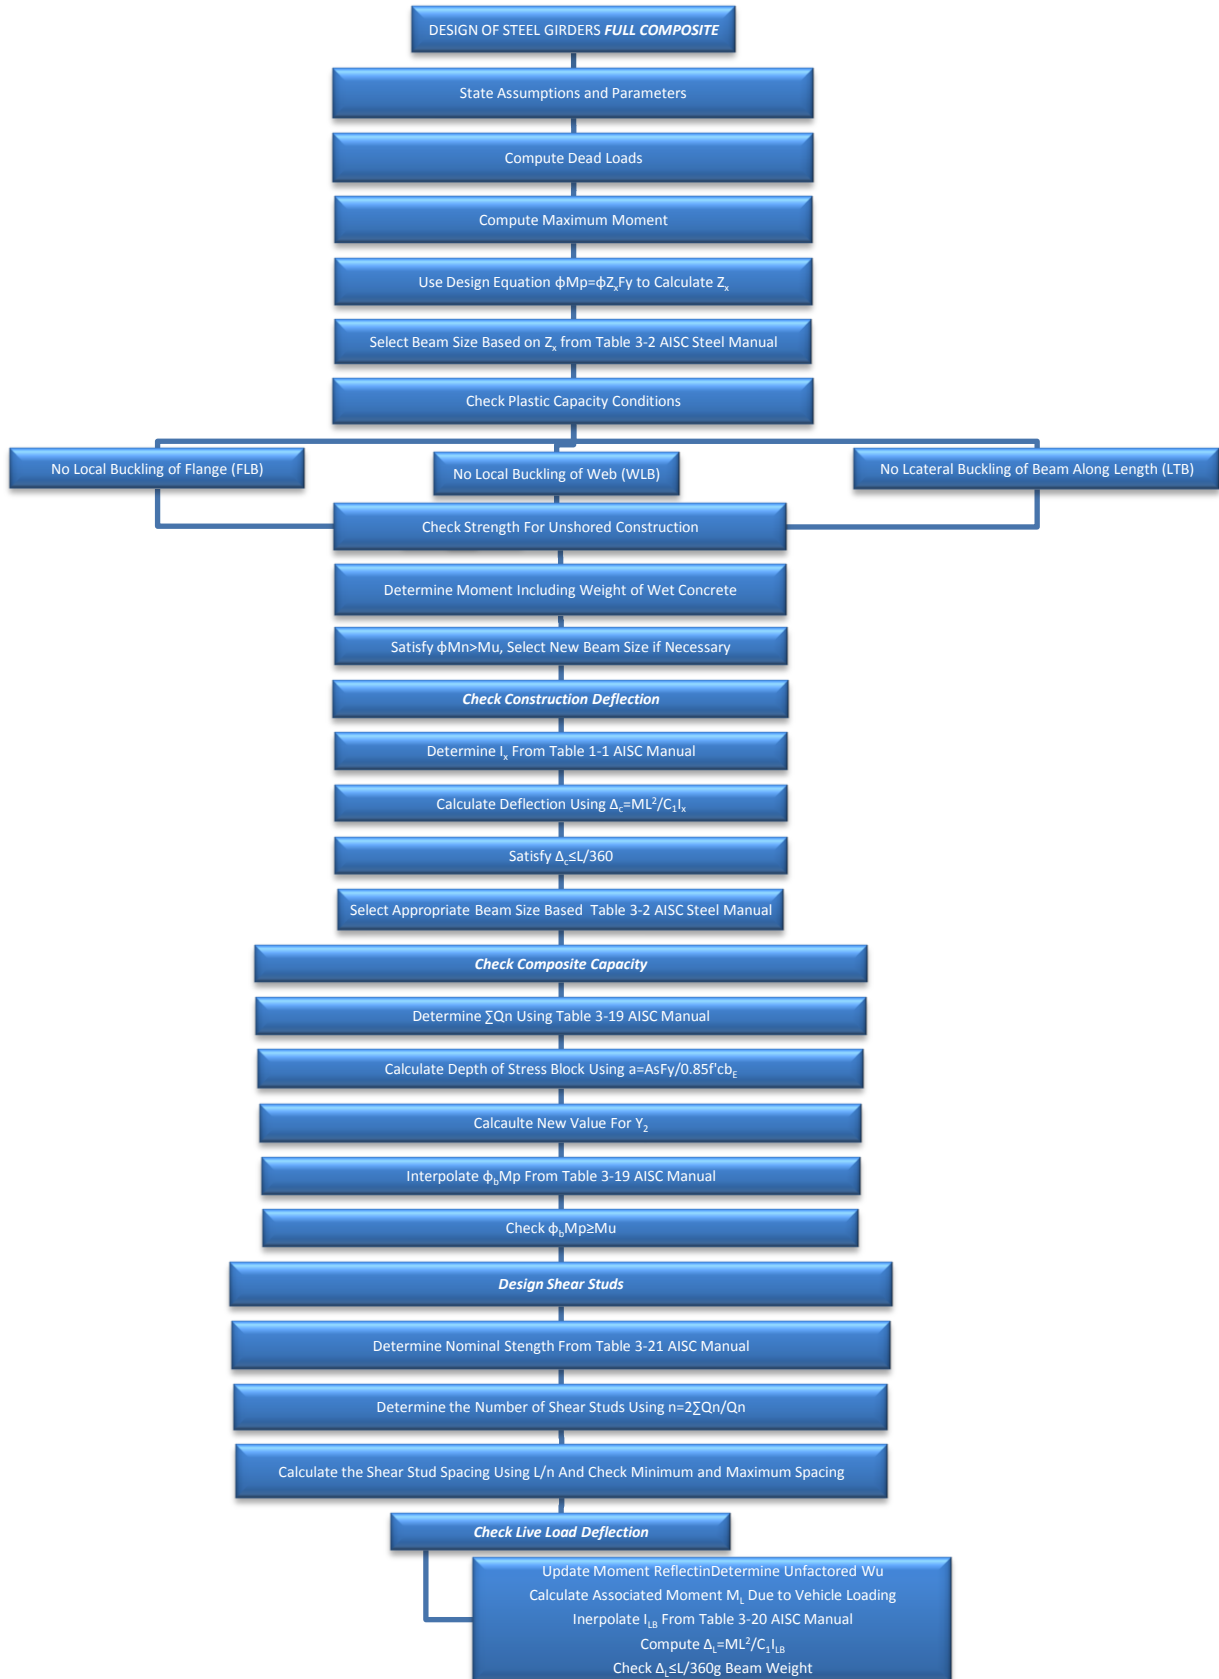 DESIGN OF STEEL GIRDERS FULL COMPOSITE
State Assumptions and Parameters
Compute Dead Loads
Compute Maximum Moment
Use Design Equation ϕMp=ϕZₓFy to Calculate Zₓ
Select Beam Size Based on Zₓ from Table 3-2 AISC Steel Manual
Check Plastic Capacity Conditions
No Local Buckling of Flange (FLB)
No Local Buckling of Web (WLB)
No Lcateral Buckling of Beam Along Length (LTB)
Check Strength For Unshored Construction
Determine Moment Including Weight of Wet Concrete
Satisfy ϕMn>Mu, Select New Beam Size if Necessary
Check Construction Deflection
Determine Iₓ From Table 1-1 AISC Manual
Calculate Deflection Using Δ_c=ML²/C₁Iₓ
Satisfy Δ_c≤L/360
Select Appropriate Beam Size Based Table 3-2 AISC Steel Manual
Check Composite Capacity
Determine ∑Qn Using Table 3-19 AISC Manual
Calculate Depth of Stress Block Using a=AsFy/0.85f'cb_E
Calcaulte New Value For Y₂
Interpolate ϕ_bMp From Table 3-19 AISC Manual
Check ϕ_bMp≥Mu
Design Shear Studs
Determine Nominal Stength From Table 3-21 AISC Manual
Determine the Number of Shear Studs Using n=2∑Qn/Qn
Calculate the Shear Stud Spacing Using L/n And Check Minimum and Maximum Spacing
Check Live Load Deflection
Update Moment ReflectinDetermine Unfactored Wu
Calculate Associated Moment M_L Due to Vehicle Loading
Inerpolate I_LB From Table 3-20 AISC Manual
Compute Δ_L=ML²/C₁I_LB
Check Δ_L≤L/360g Beam Weight